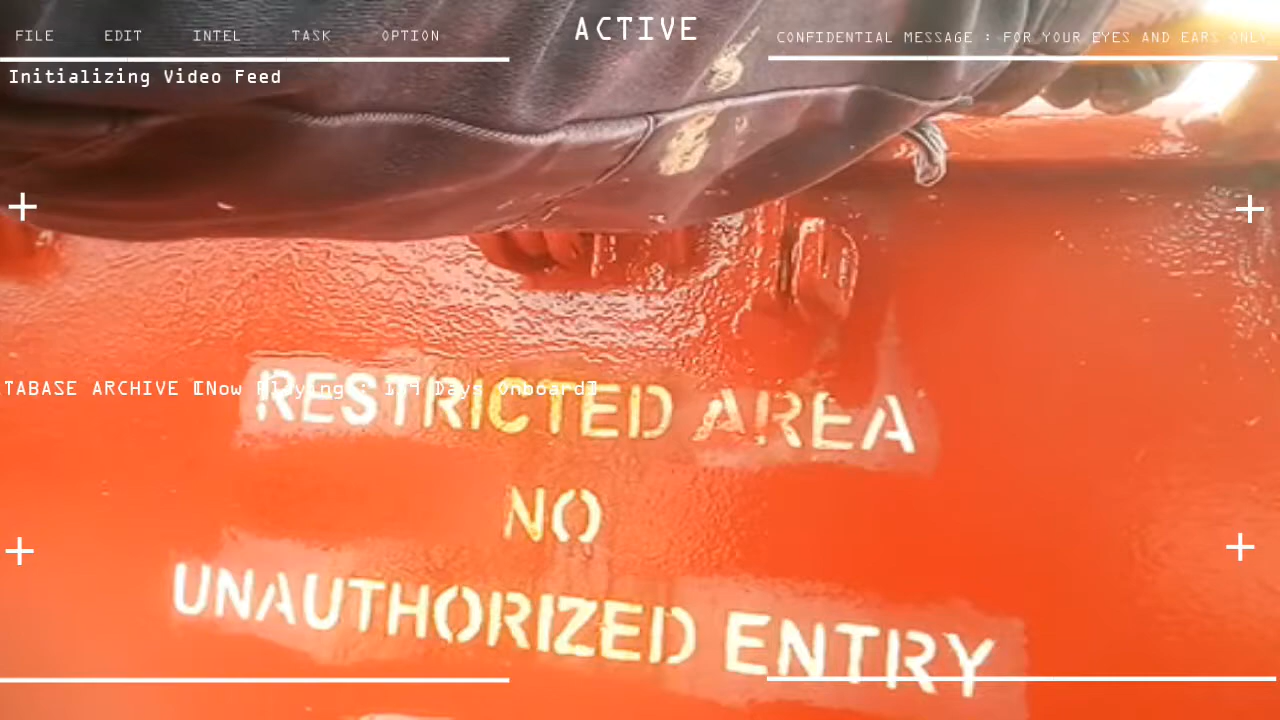 FILE EDIT INTEL TASK OPTION
ACTIVE
CONFIDENTIAL MESSAGE : FOR YOUR EYES AND EARS ONLY
Initializing Video Feed
TABASE ARCHIVE [Now Playing : Days Onboard]
RESTRICTED AREA
NO
UNAUTHORIZED ENTRY